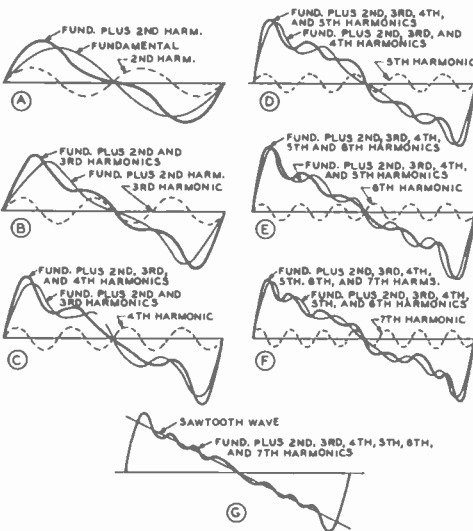 FUND. PLUS 2ND HARM.
FUNDAMENTAL
2ND HARM.
A
FUND. PLUS 2ND AND
3RD HARMONICS
FUND. PLUS 2ND HARM.
3RD HARMONIC
B
FUND. PLUS 2ND, 3RD,
AND 4TH HARMONICS
FUND. PLUS 2ND AND
3RD HARMONICS
4TH HARMONIC
C
FUND. PLUS 2ND, 3RD, 4TH,
AND 5TH HARMONICS
FUND. PLUS 2ND, 3RD, AND
4TH HARMONICS
5TH HARMONIC
D
FUND. PLUS 2ND, 3RD, 4TH,
5TH AND 6TH HARMONICS
FUND. PLUS 2ND, 3RD, 4TH,
AND 5TH HARMONICS
6TH HARMONIC
E
FUND. PLUS 2ND, 3RD, 4TH,
5TH. 6TH, AND 7TH HARMS.
FUND. PLUS 2ND, 3RD, 4TH,
5TH, AND 6TH HARMONICS
7TH HARMONIC
F
SAWTOOTH WAVE
FUND. PLUS 2ND, 3RD, 4TH, 5TH, 6TH,
AND 7TH HARMONICS
G